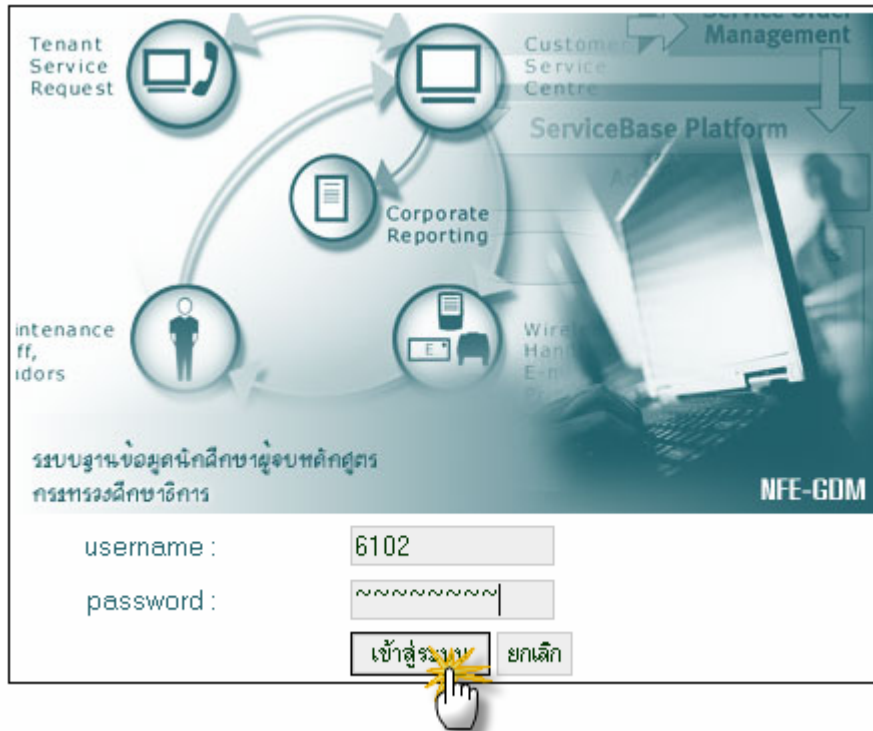 Tenant
Service
Request
Customer
Service
Centre
Service Order
Management
ServiceBase Platform
Corporate
Reporting
intenance
ff,
dors
E
ระบบฐานข้อมูลนักศึกษาผู้จบหลักสูตร
กระทรวงศึกษาธิการ
NFE-GDM
username :
6102
password :
~~~~~~~~
เข้าสู่ระบบ
ยกเลิก